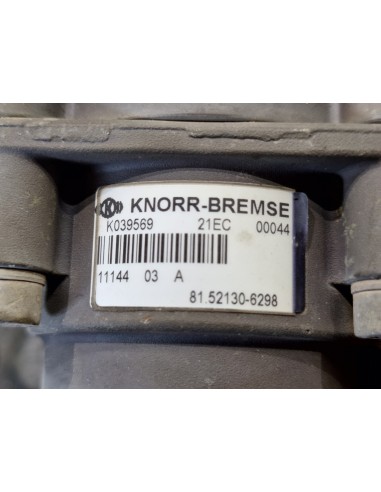 KNORR-BREMSE
K039569 21EC 00044
11144 03 A
81.52130-6298